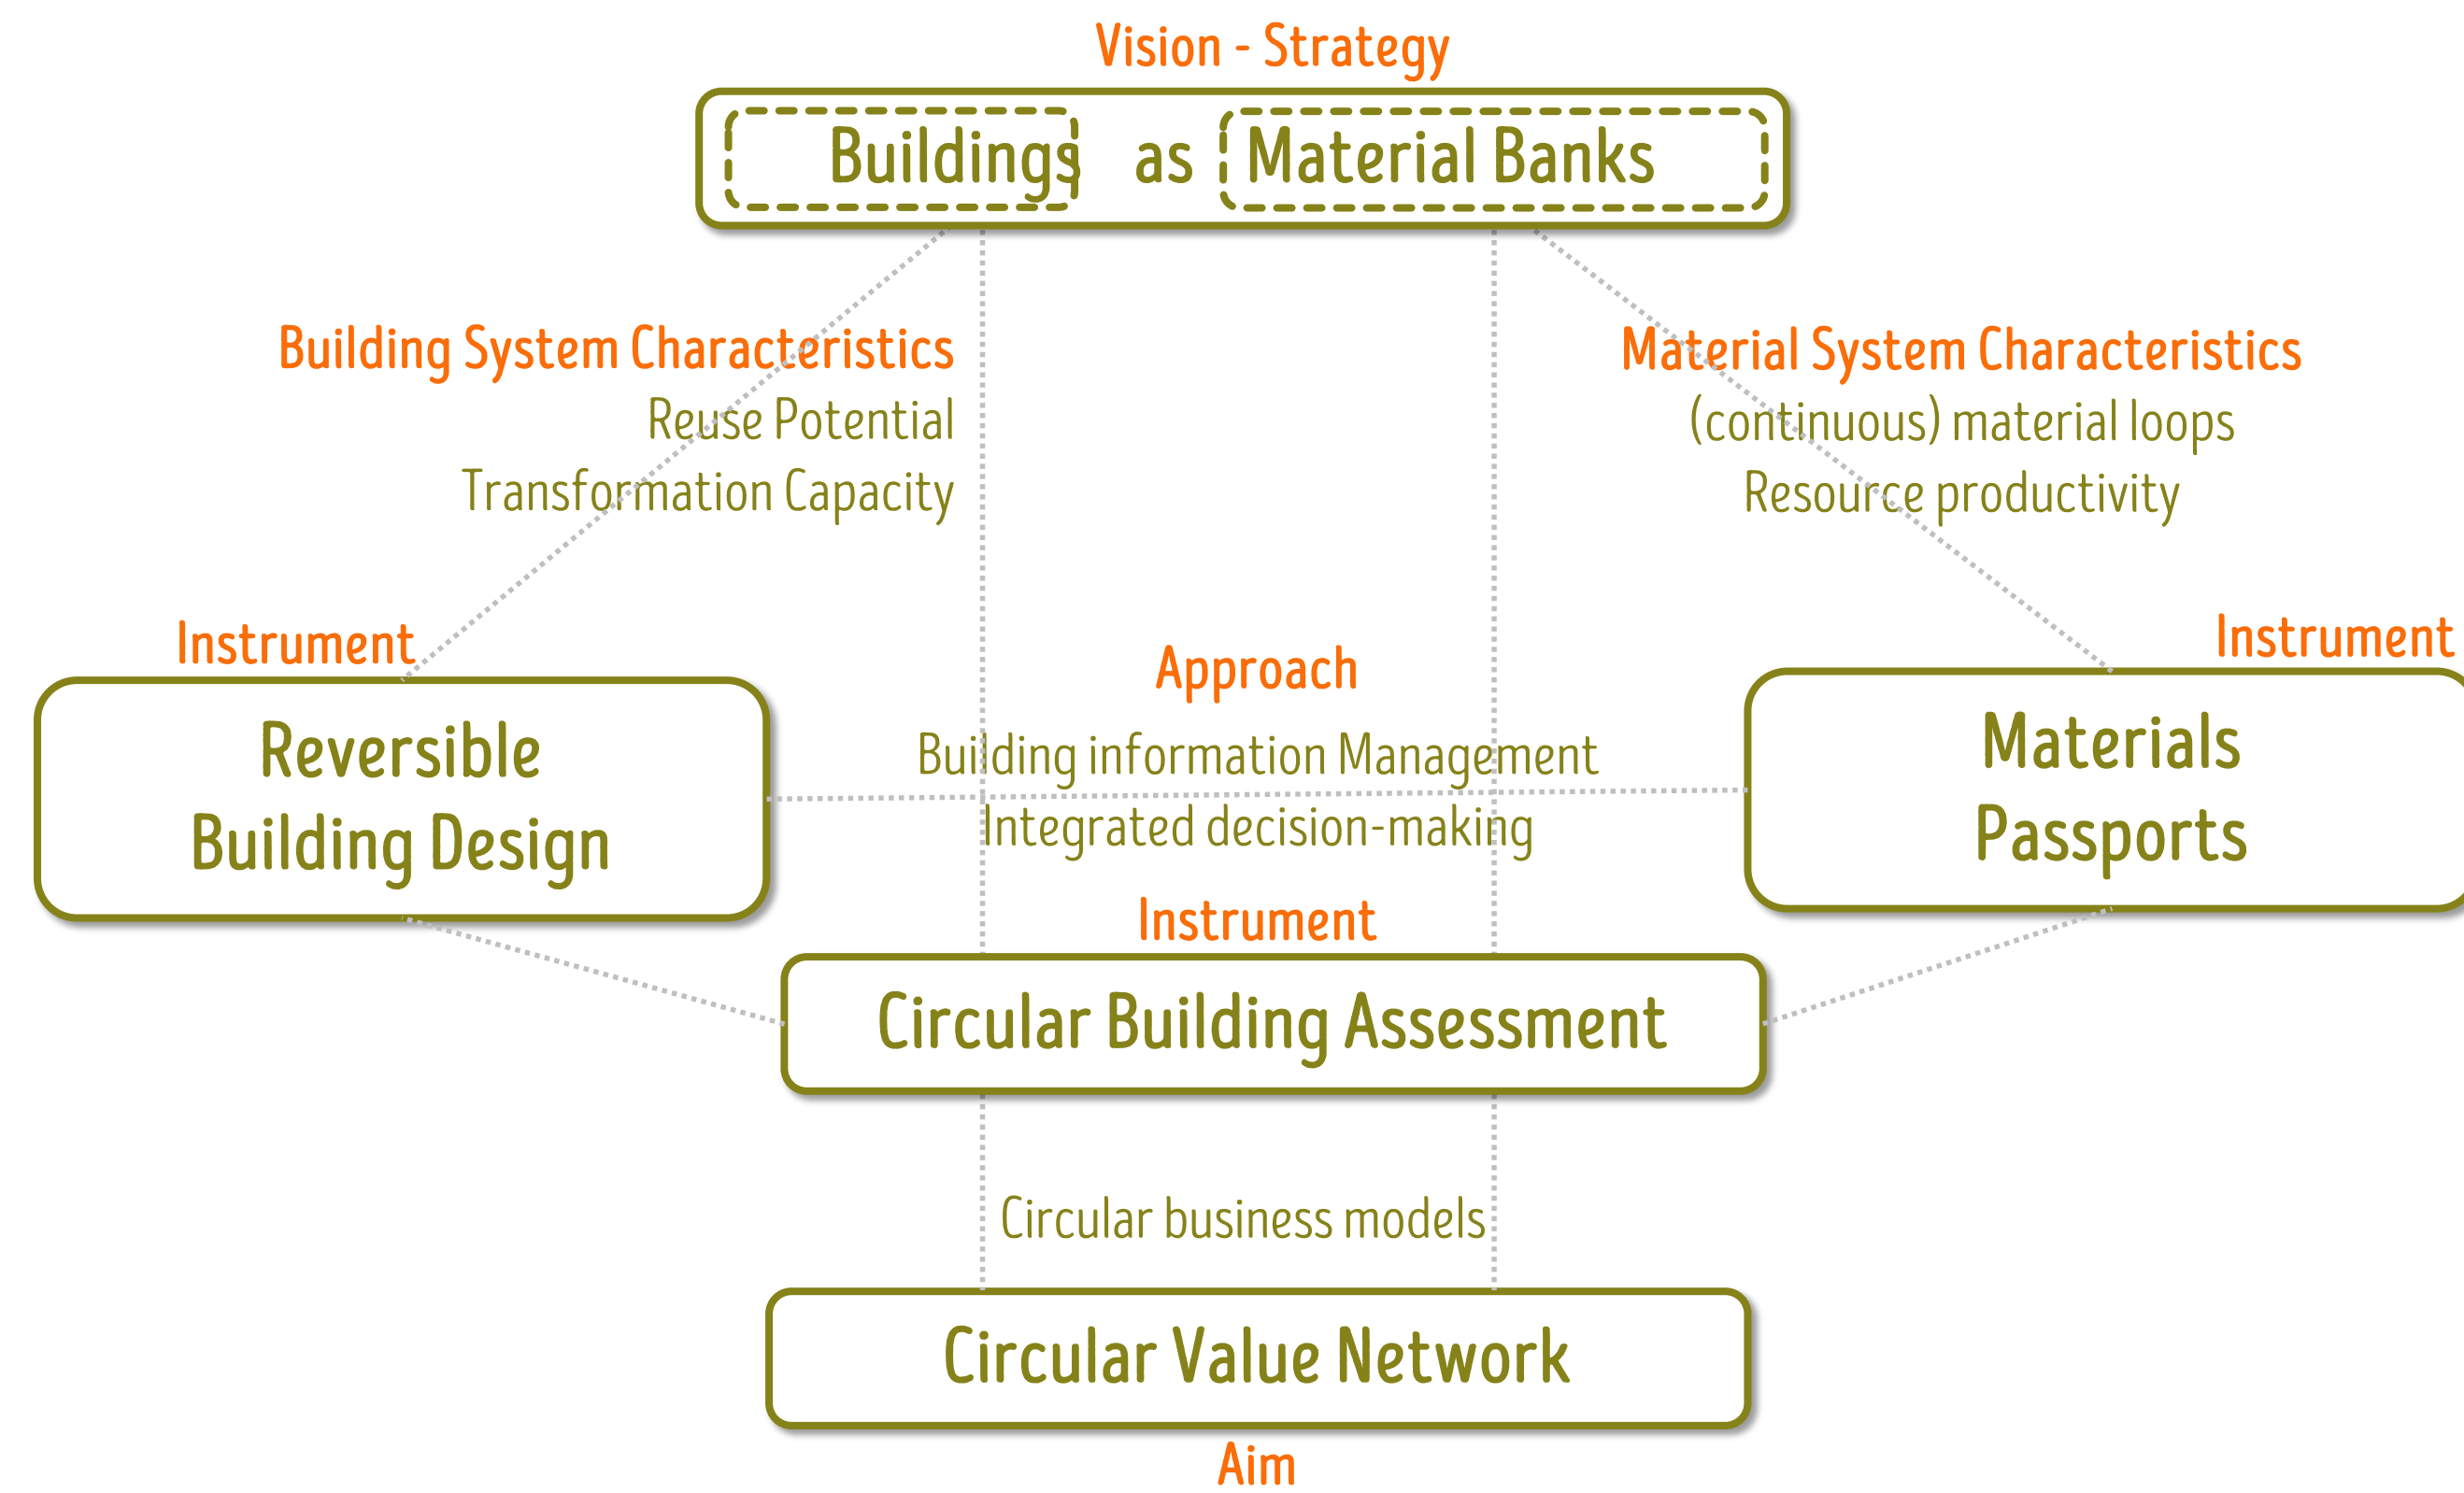 Vision - Strategy
Buildings as Material Banks
Building System Characteristics
Reuse Potential
Transformation Capacity
Material System Characteristics
(continuous) material loops
Resource productivity
Instrument
Reversible
Building Design
Approach
Building information Management
Integrated decision-making
Instrument
Materials
Passports
Instrument
Circular Building Assessment
Circular business models
Circular Value Network
Aim